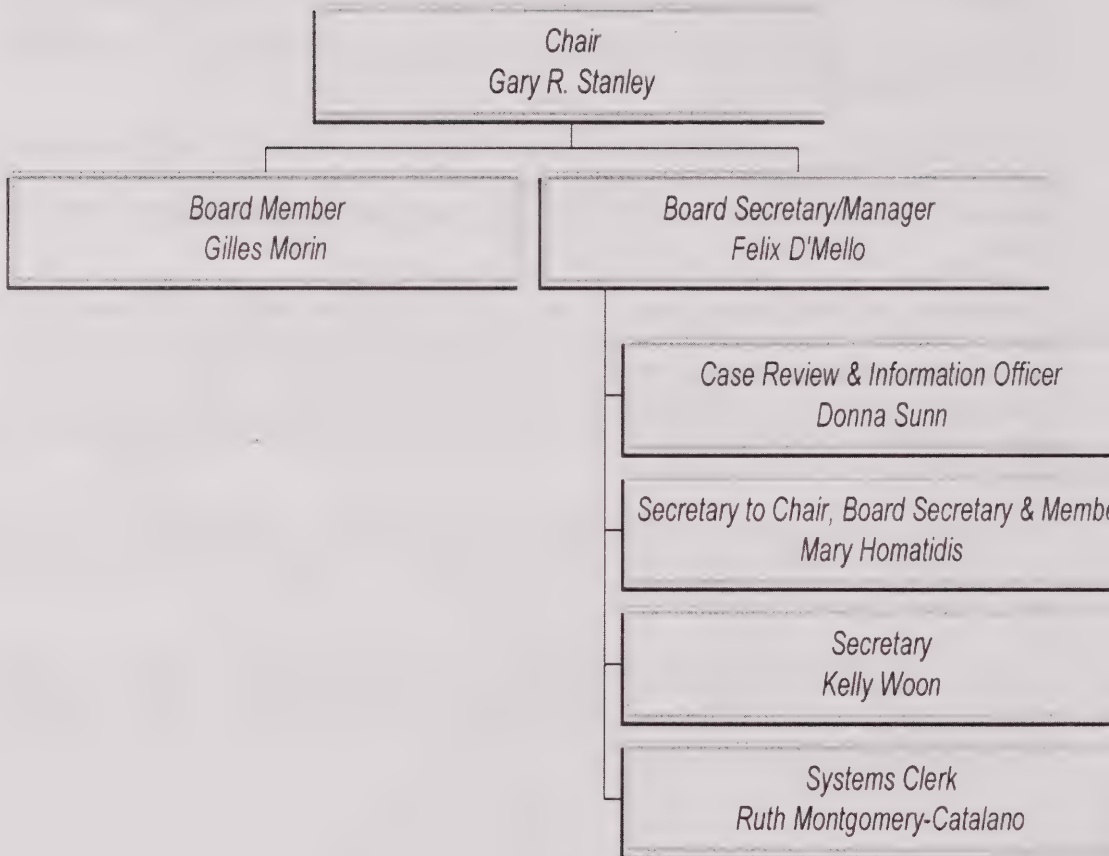 Chair
Gary R. Stanley
Board Member
Gilles Morin
Board Secretary/Manager
Felix D'Mello
Case Review & Information Officer
Donna Sunn
Secretary to Chair, Board Secretary & Membe
Mary Homatidis
Secretary
Kelly Woon
Systems Clerk
Ruth Montgomery-Catalano